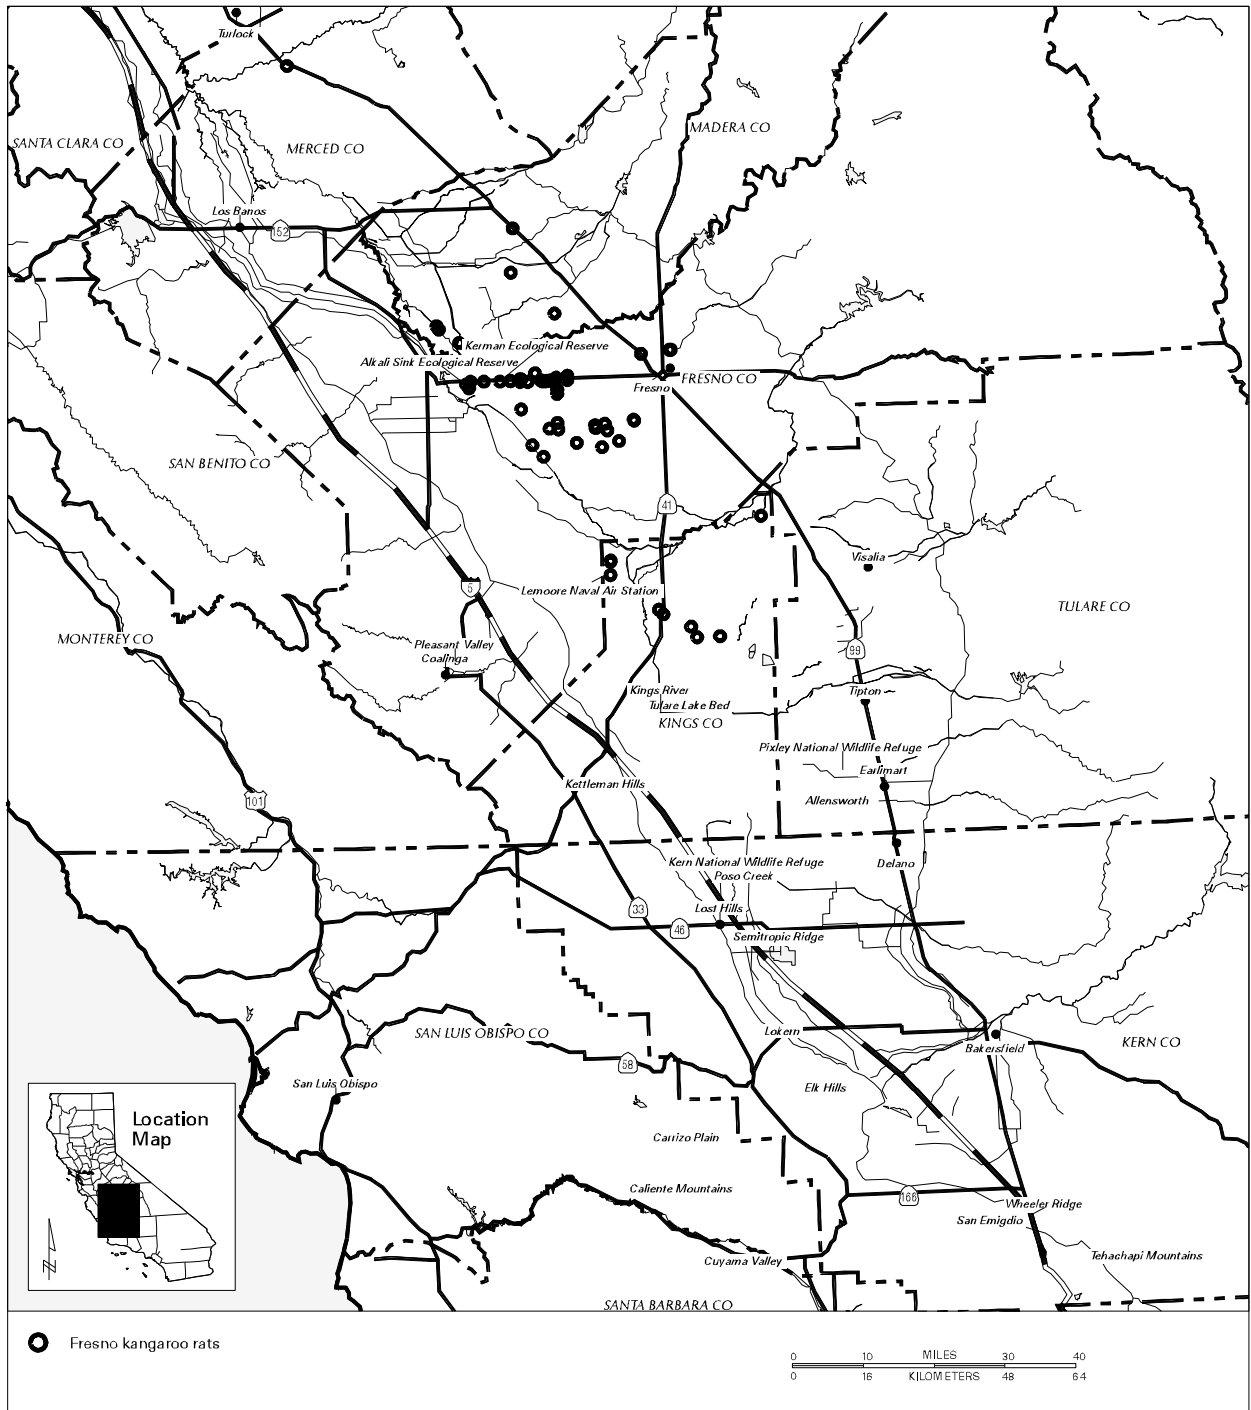 Turlock
SANTA CLARA CO
MERCED CO
MADERA CO
Los Banos
152
Kerman Ecological Reserve
Alkali Sink Ecological Reserve
FRESNO CO
Fresno
SAN BENITO CO
41
Visalia
5
Lemoore Naval Air Station
TULARE CO
MONTEREY CO
Pleasant Valley
Coalinga
99
Kings River
Tulare Lake Bed
KINGS CO
Tipton
Pixley National Wildlife Refuge
Earlimart
Kettleman Hills
Allensworth
101
Kern National Wildlife Refuge
Poso Creek
Delano
33
Lost Hills
46
Semitropic Ridge
SAN LUIS OBISPO CO
Lokern
Bakersfield
KERN CO
58
San Luis Obispo
Elk Hills
Location
Map
Carrizo Plain
Caliente Mountains
166
Wheeler Ridge
San Emigdio
Cuyama Valley
Tehachapi Mountains
N
SANTA BARBARA CO
Fresno kangaroo rats
0 10 MILES 30 40
0 16 KILOMETERS 48 64